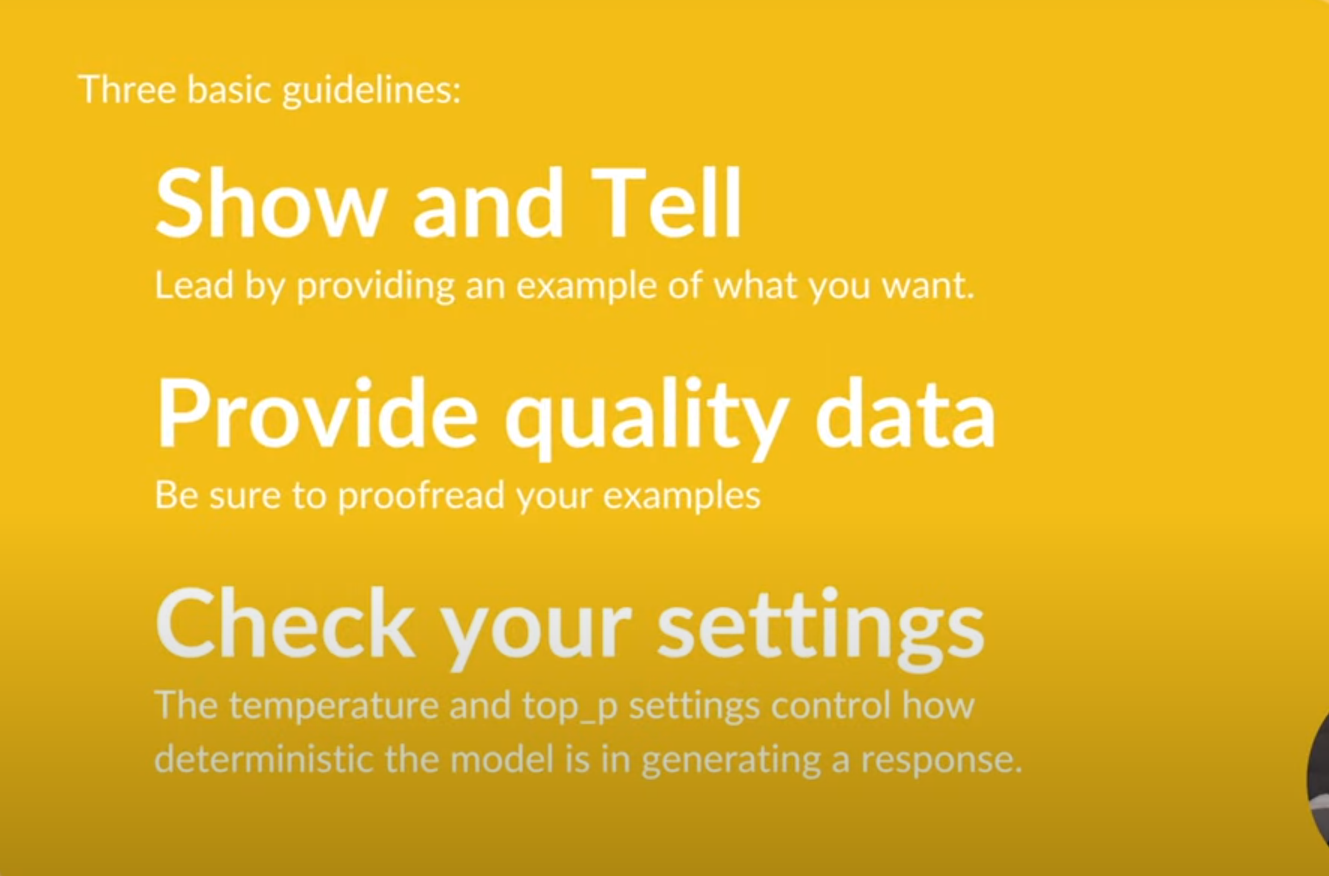 Three basic guidelines:
Show and Tell
Lead by providing an example of what you want.
Provide quality data
Be sure to proofread your examples
Check your settings
The temperature and top_p settings control how
deterministic the model is in generating a response.